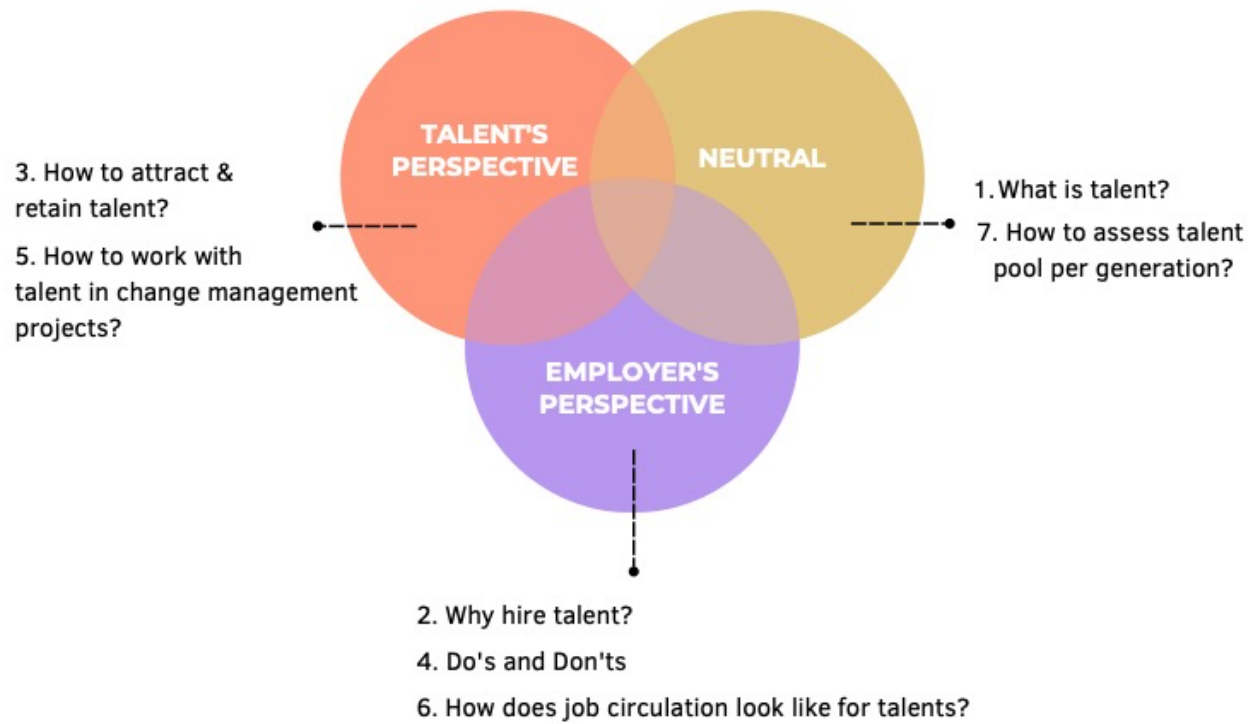 TALENT'S
PERSPECTIVE
NEUTRAL
3. How to attract &
retain talent?
5. How to work with
talent in change management
projects?
1. What is talent?
7. How to assess talent
pool per generation?
EMPLOYER'S
PERSPECTIVE
2. Why hire talent?
4. Do's and Don'ts
6. How does job circulation look like for talents?